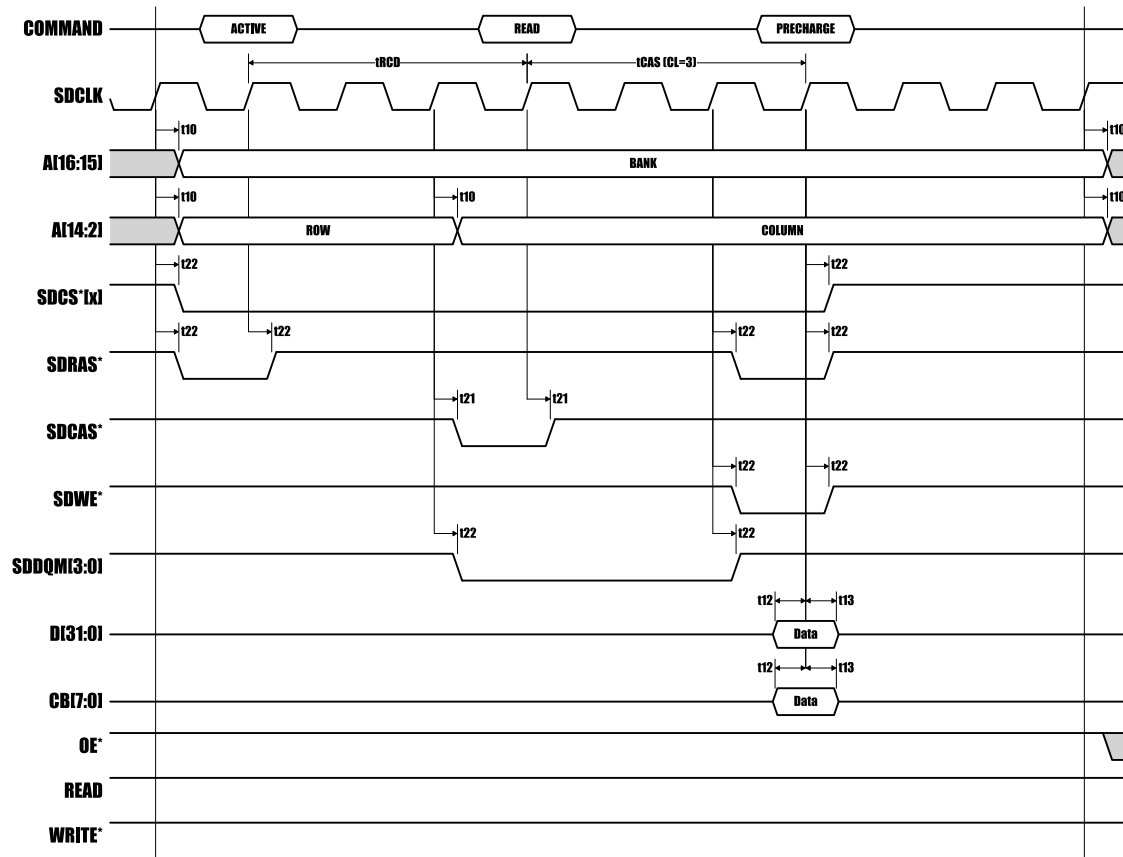 COMMAND ACTIVE READ PRECHARGE
tRCD tCAS (CL=3)
SDCLK
t10 t10
A[16:15] BANK
t10 t10 t10
A[14:2] ROW COLUMN
t22 t22
SDCS*[x]
t22 t22 t22 t22
SDRAS*
t21 t21
SDCAS*
t22 t22
SDWE*
t22 t22
SDDQM[3:0]
t12 t13
D[31:0] Data
t12 t13
CB[7:0] Data
OE*
READ
WRITE*